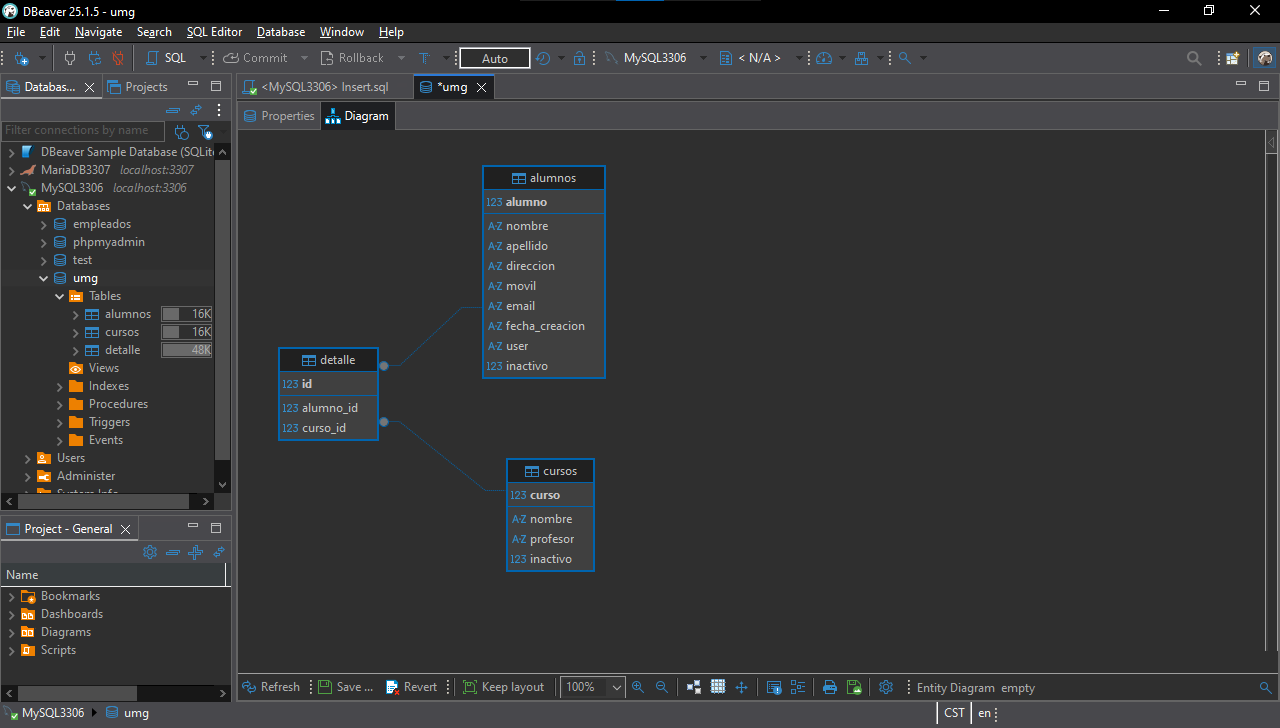 DBeaver 25.1.5 - umg
File Edit Navigate Search SQL Editor Database Window Help
SQL Commit Rollback T Auto MySQL3306 < N/A >
Databas... Projects
<MySQL3306> Insert.sql *umg
Properties Diagram
Filter connections by name
DBeaver Sample Database (SQLite
MariaDB3307 localhost:3307
MySQL3306 localhost:3306
Databases
empleados
phpmyadmin
test
umg
Tables
alumnos 16K
cursos 16K
detalle 48K
Views
Indexes
Procedures
Triggers
Events
Users
Administer
System Info
Project - General
Name
Bookmarks
Dashboards
Diagrams
Scripts
alumnos
123 alumno
A-Z nombre
A-Z apellido
A-Z direccion
A-Z movil
A-Z email
A-Z fecha_creacion
A-Z user
123 inactivo
detalle
123 id
123 alumno_id
123 curso_id
cursos
123 curso
A-Z nombre
A-Z profesor
123 inactivo
Refresh Save ... Revert Keep layout 100% Entity Diagram empty
MySQL3306 umg
CST en